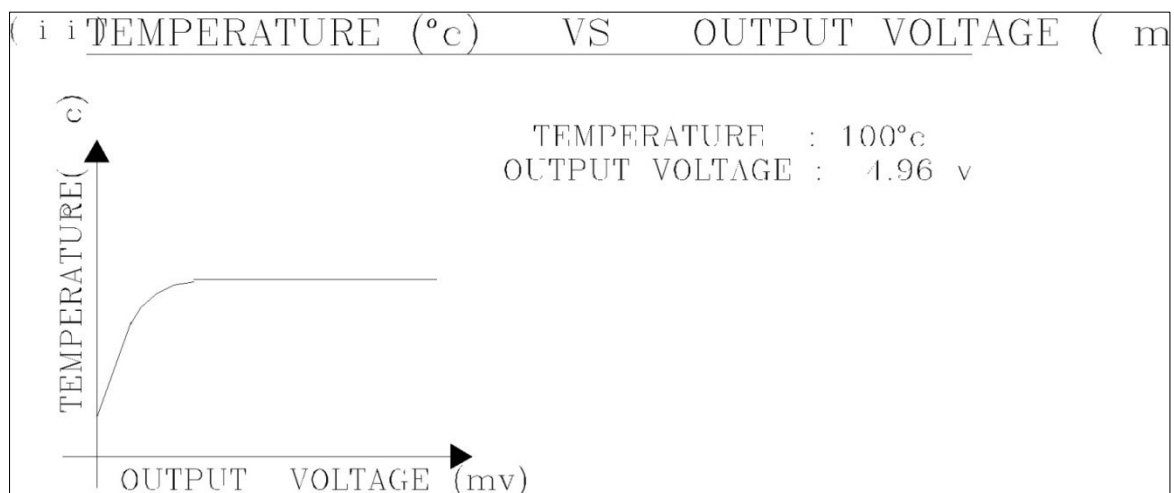 ( ii ) TEMPERATURE (°c) VS OUTPUT VOLTAGE ( m
TEMPERATURE : 100°c
OUTPUT VOLTAGE : 4.96 v
TEMPERATURE( c)
OUTPUT VOLTAGE (mv)